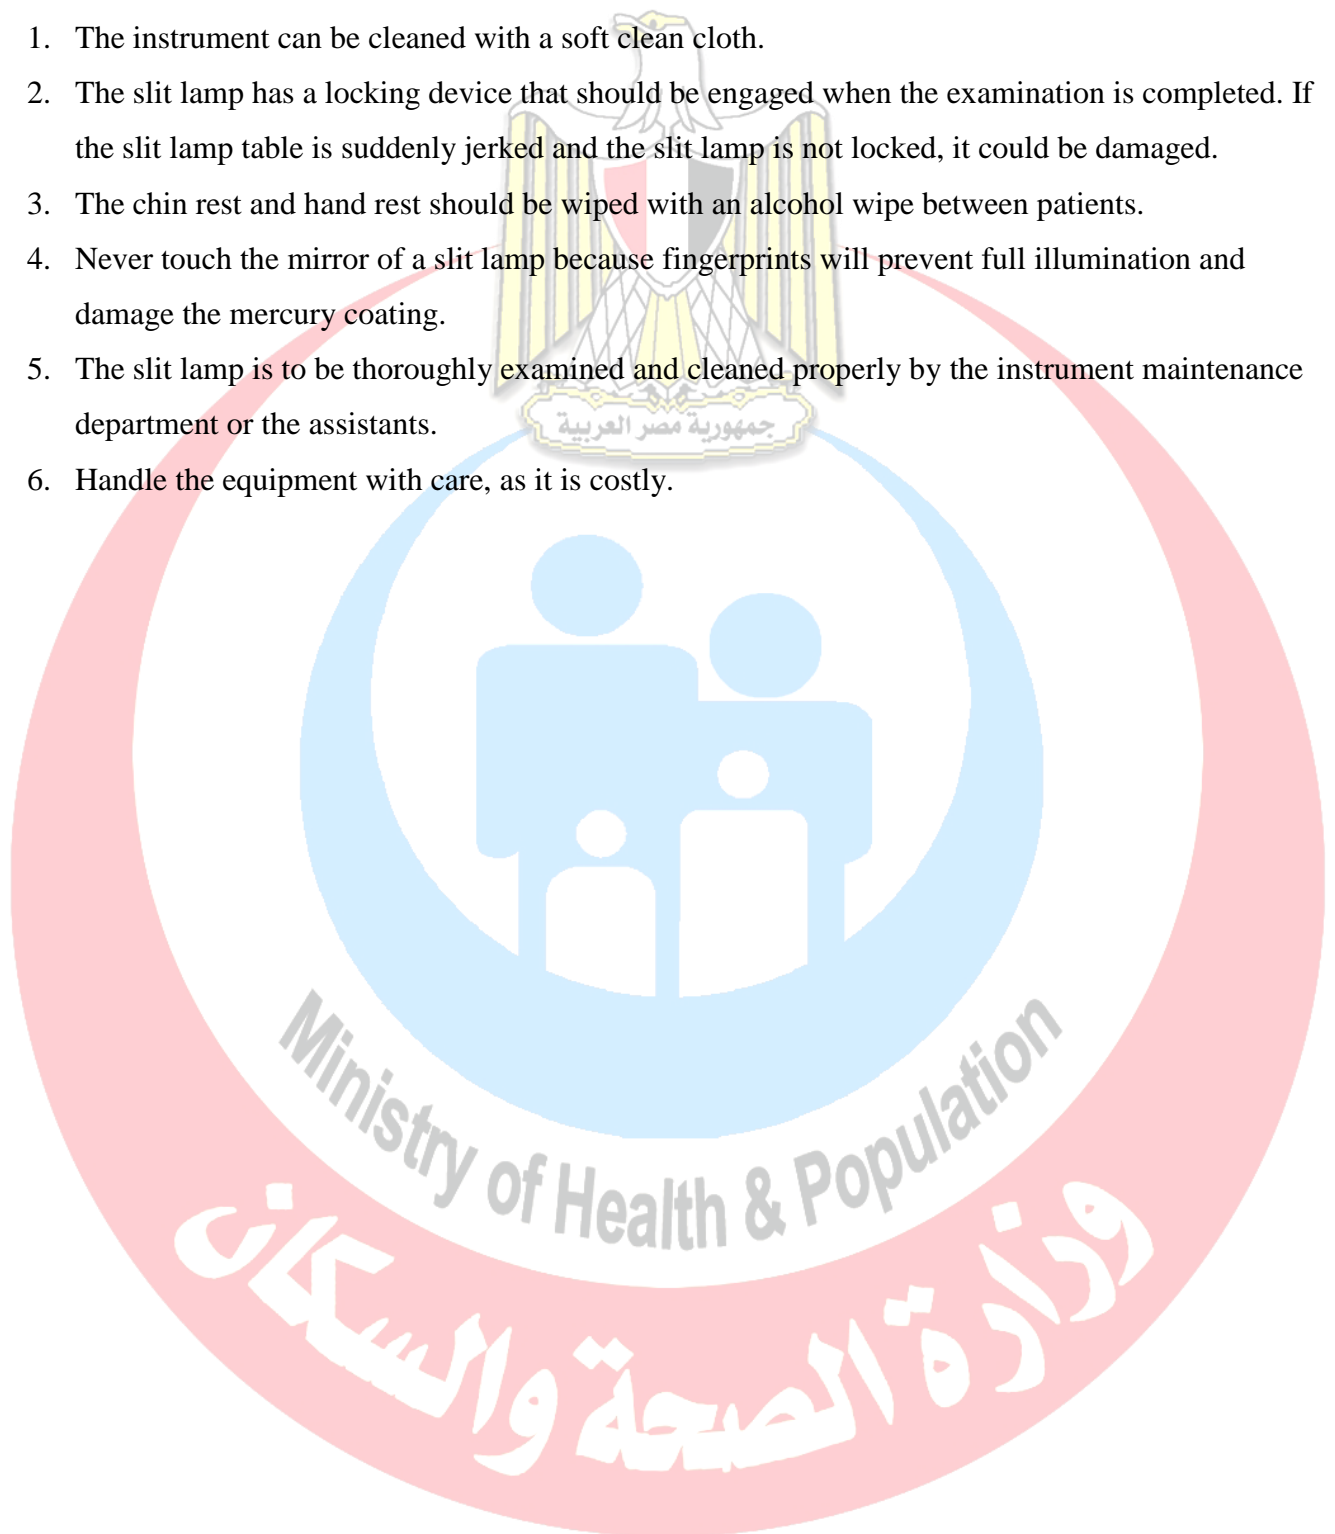 1. The instrument can be cleaned with a soft clean cloth.
2. The slit lamp has a locking device that should be engaged when the examination is completed. If
the slit lamp table is suddenly jerked and the slit lamp is not locked, it could be damaged.
3. The chin rest and hand rest should be wiped with an alcohol wipe between patients.
4. Never touch the mirror of a slit lamp because fingerprints will prevent full illumination and
damage the mercury coating.
5. The slit lamp is to be thoroughly examined and cleaned properly by the instrument maintenance
department or the assistants.
جمهورية مصر العربية
6. Handle the equipment with care, as it is costly.
Ministry of Health & Population
وزارة الصحة والسكان